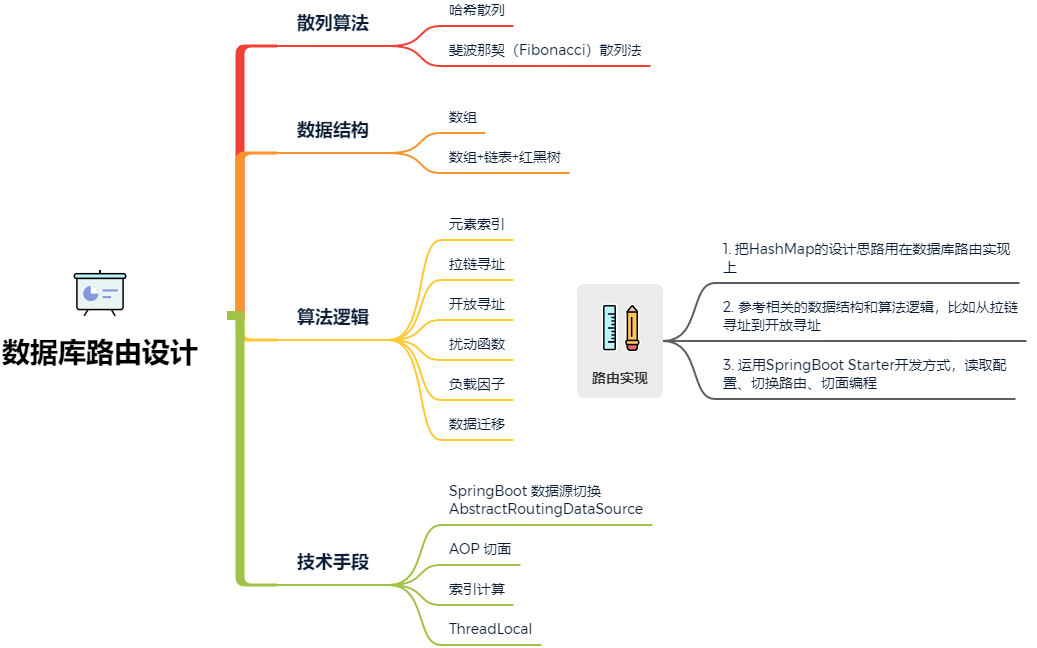 数据库路由设计
散列算法
哈希散列
斐波那契（Fibonacci）散列法
数据结构
数组
数组+链表+红黑树
算法逻辑
元素索引
拉链寻址
开放寻址
扰动函数
负载因子
数据迁移
技术手段
SpringBoot 数据源切换
AbstractRoutingDataSource
AOP 切面
索引计算
ThreadLocal
路由实现
1. 把HashMap的设计思路用在数据库路由实现
上
2. 参考相关的数据结构和算法逻辑，比如从拉链
寻址到开放寻址
3. 运用SpringBoot Starter开发方式，读取配
置、切换路由、切面编程